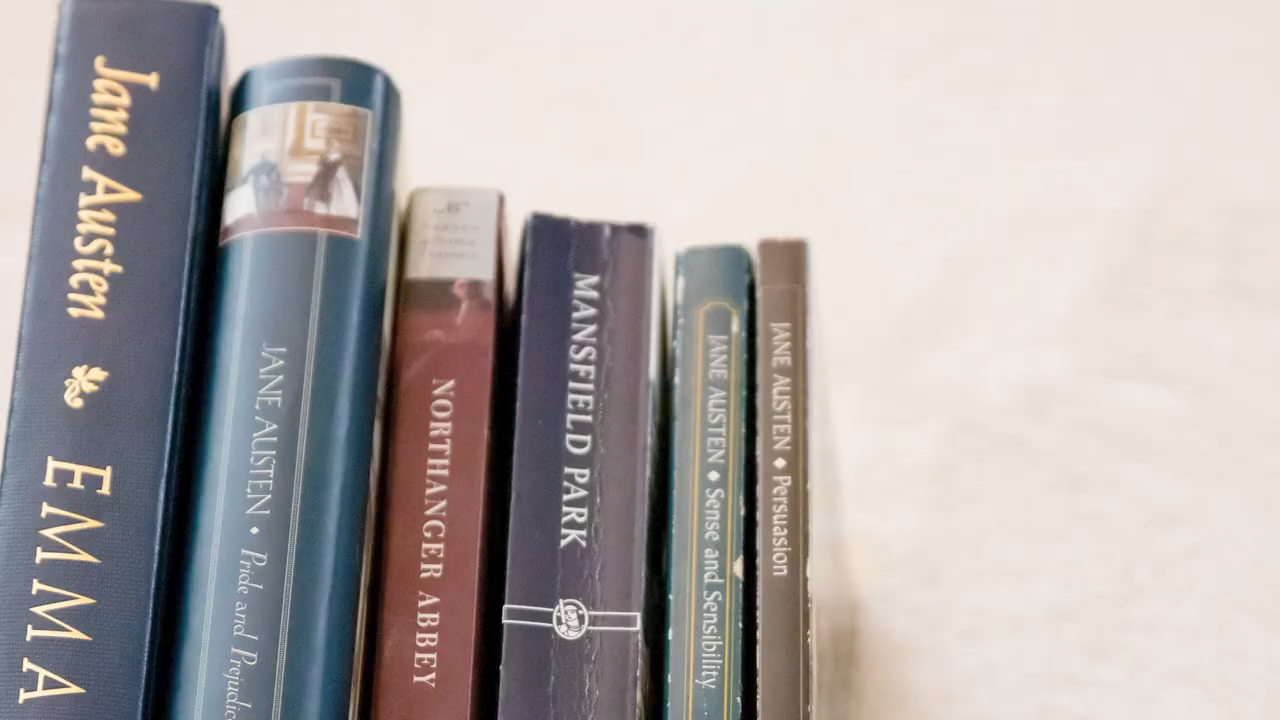 Jane Austen EMMA
JANE AUSTEN • Pride and Prejudic
NORTHANGER ABBEY
MANSFIELD PARK
JANE AUSTEN ◆ Sense and Sensibility
JANE AUSTEN ◆ Persuasion